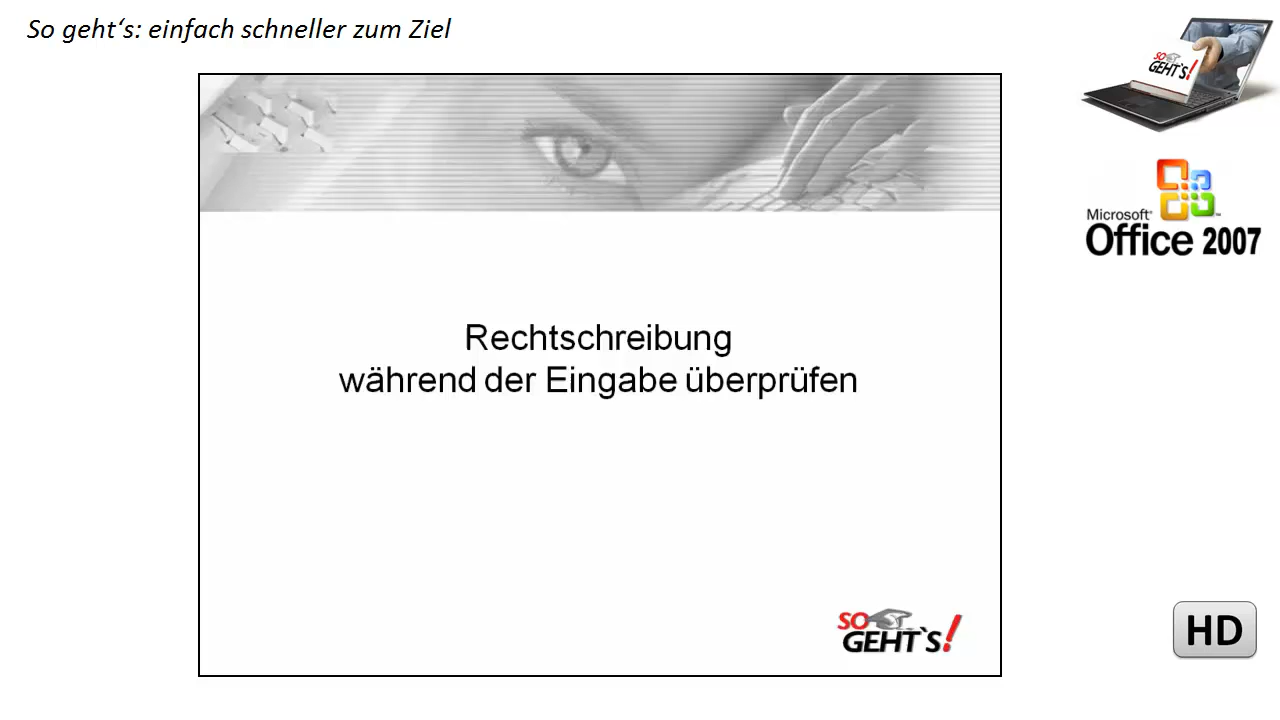 So geht‘s: einfach schneller zum Ziel
SO
GEHT`S!
Microsoft®
Office 2007
Rechtschreibung
während der Eingabe überprüfen
SO
GEHT`S!
HD